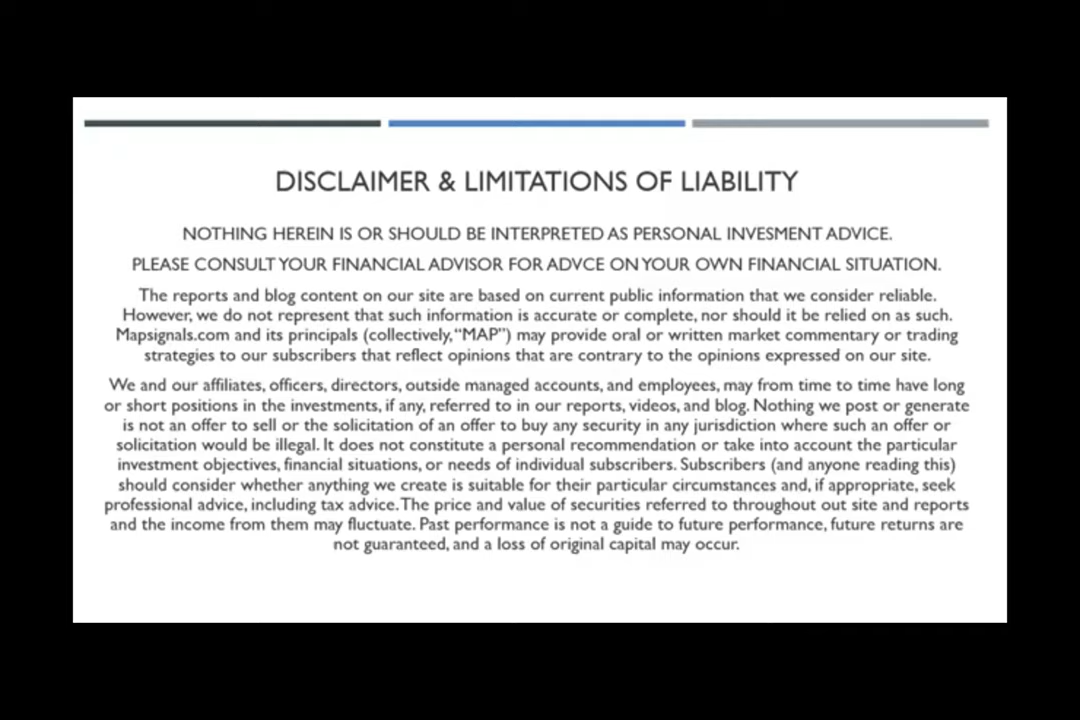 DISCLAIMER & LIMITATIONS OF LIABILITY
NOTHING HEREIN IS OR SHOULD BE INTERPRETED AS PERSONAL INVESMENT ADVICE.
PLEASE CONSULT YOUR FINANCIAL ADVISOR FOR ADVCE ON YOUR OWN FINANCIAL SITUATION.
The reports and blog content on our site are based on current public information that we consider reliable.
However, we do not represent that such information is accurate or complete, nor should it be relied on as such.
Mapsignals.com and its principals (collectively, “MAP”) may provide oral or written market commentary or trading
strategies to our subscribers that reflect opinions that are contrary to the opinions expressed on our site.
We and our affiliates, officers, directors, outside managed accounts, and employees, may from time to time have long
or short positions in the investments, if any, referred to in our reports, videos, and blog. Nothing we post or generate
is not an offer to sell or the solicitation of an offer to buy any security in any jurisdiction where such an offer or
solicitation would be illegal. It does not constitute a personal recommendation or take into account the particular
investment objectives, financial situations, or needs of individual subscribers. Subscribers (and anyone reading this)
should consider whether anything we create is suitable for their particular circumstances and, if appropriate, seek
professional advice, including tax advice. The price and value of securities referred to throughout out site and reports
and the income from them may fluctuate. Past performance is not a guide to future performance, future returns are
not guaranteed, and a loss of original capital may occur.